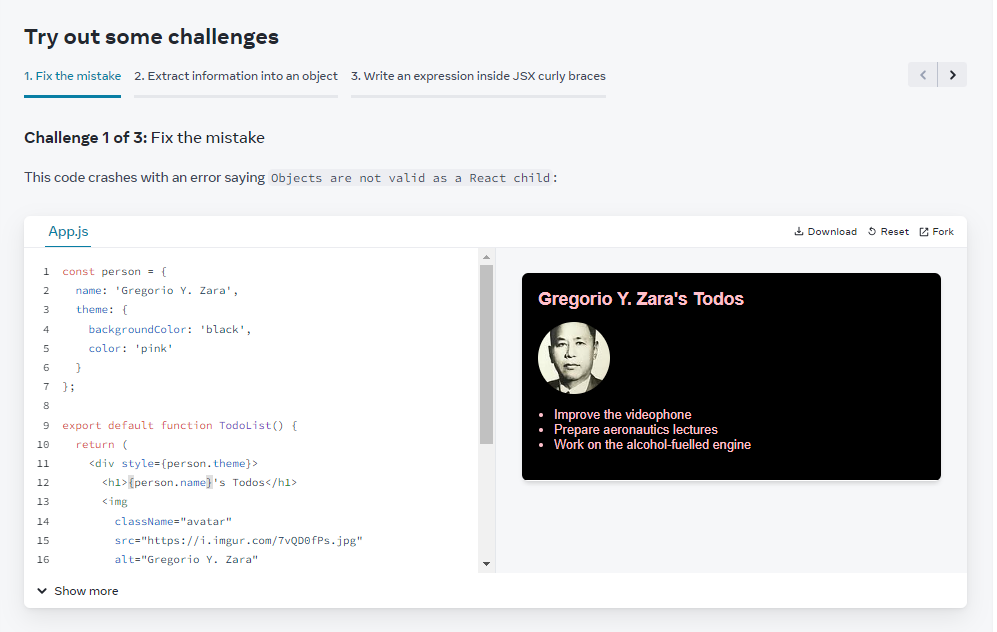 Try out some challenges
1. Fix the mistake 2. Extract information into an object 3. Write an expression inside JSX curly braces
Challenge 1 of 3: Fix the mistake
This code crashes with an error saying Objects are not valid as a React child:
App.js
Download Reset Fork
1 const person = {
2   name: 'Gregorio Y. Zara',
3   theme: {
4     backgroundColor: 'black',
5     color: 'pink'
6   }
7 };
8
9 export default function TodoList() {
10   return (
11     <div style={person.theme}>
12       <h1>{person.name}'s Todos</h1>
13       <img
14         className="avatar"
15         src="https://i.imgur.com/7vQD0fPs.jpg"
16         alt="Gregorio Y. Zara"
Show more
Gregorio Y. Zara's Todos
• Improve the videophone
• Prepare aeronautics lectures
• Work on the alcohol-fuelled engine